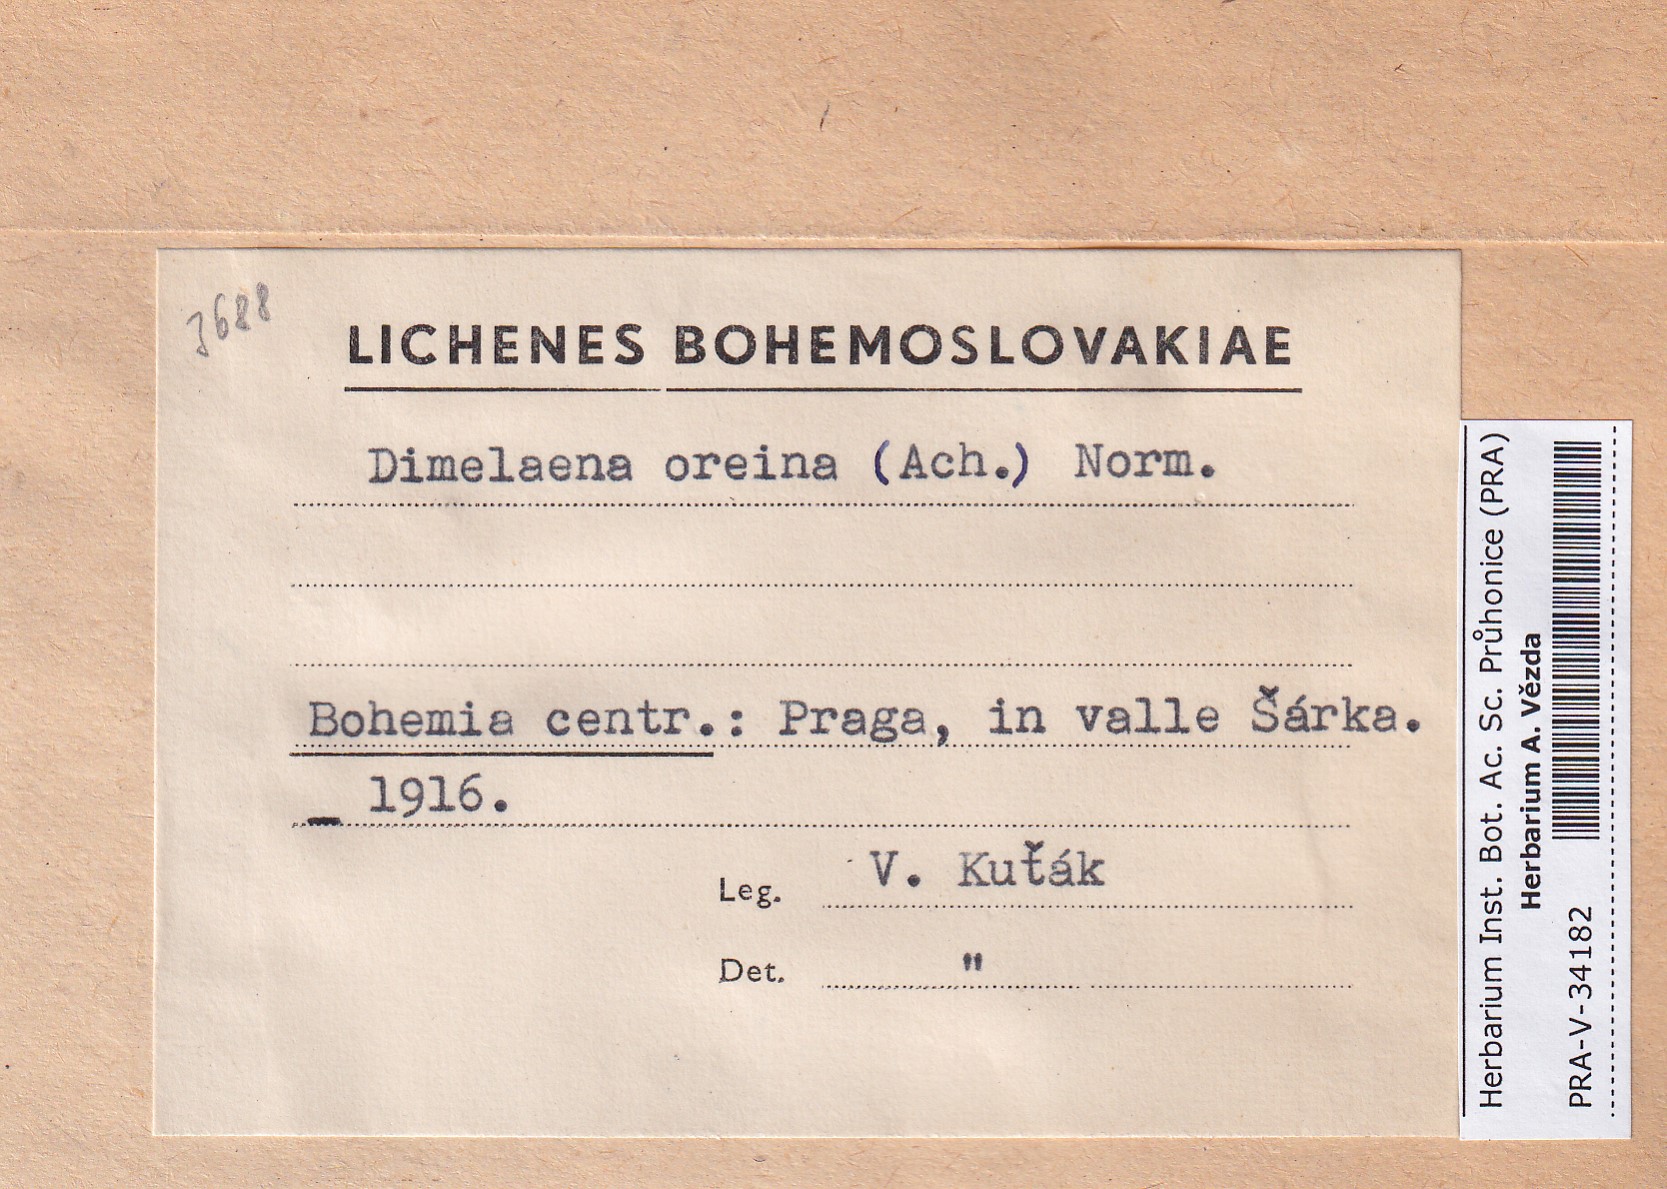 3688
LICHENES BOHEMOSLOVAKIAE
Dimelaena oreina (Ach.) Norm.
Bohemia centr.: Praga, in valle Šárka.
1916.
Leg. V. Kuťák
Det. "
Herbarium Inst. Bot. Ac. Sc. Průhonice (PRA)
Herbarium A. Vězda
PRA-V-34182